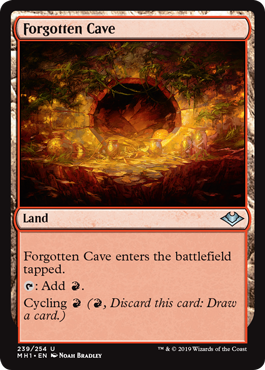 Forgotten Cave
Land
Forgotten Cave enters the battlefield
tapped.
: Add .
Cycling (, Discard this card: Draw
a card.)
239/254 U
MH1 • EN Noah Bradley
™ & © 2019 Wizards of the Coast